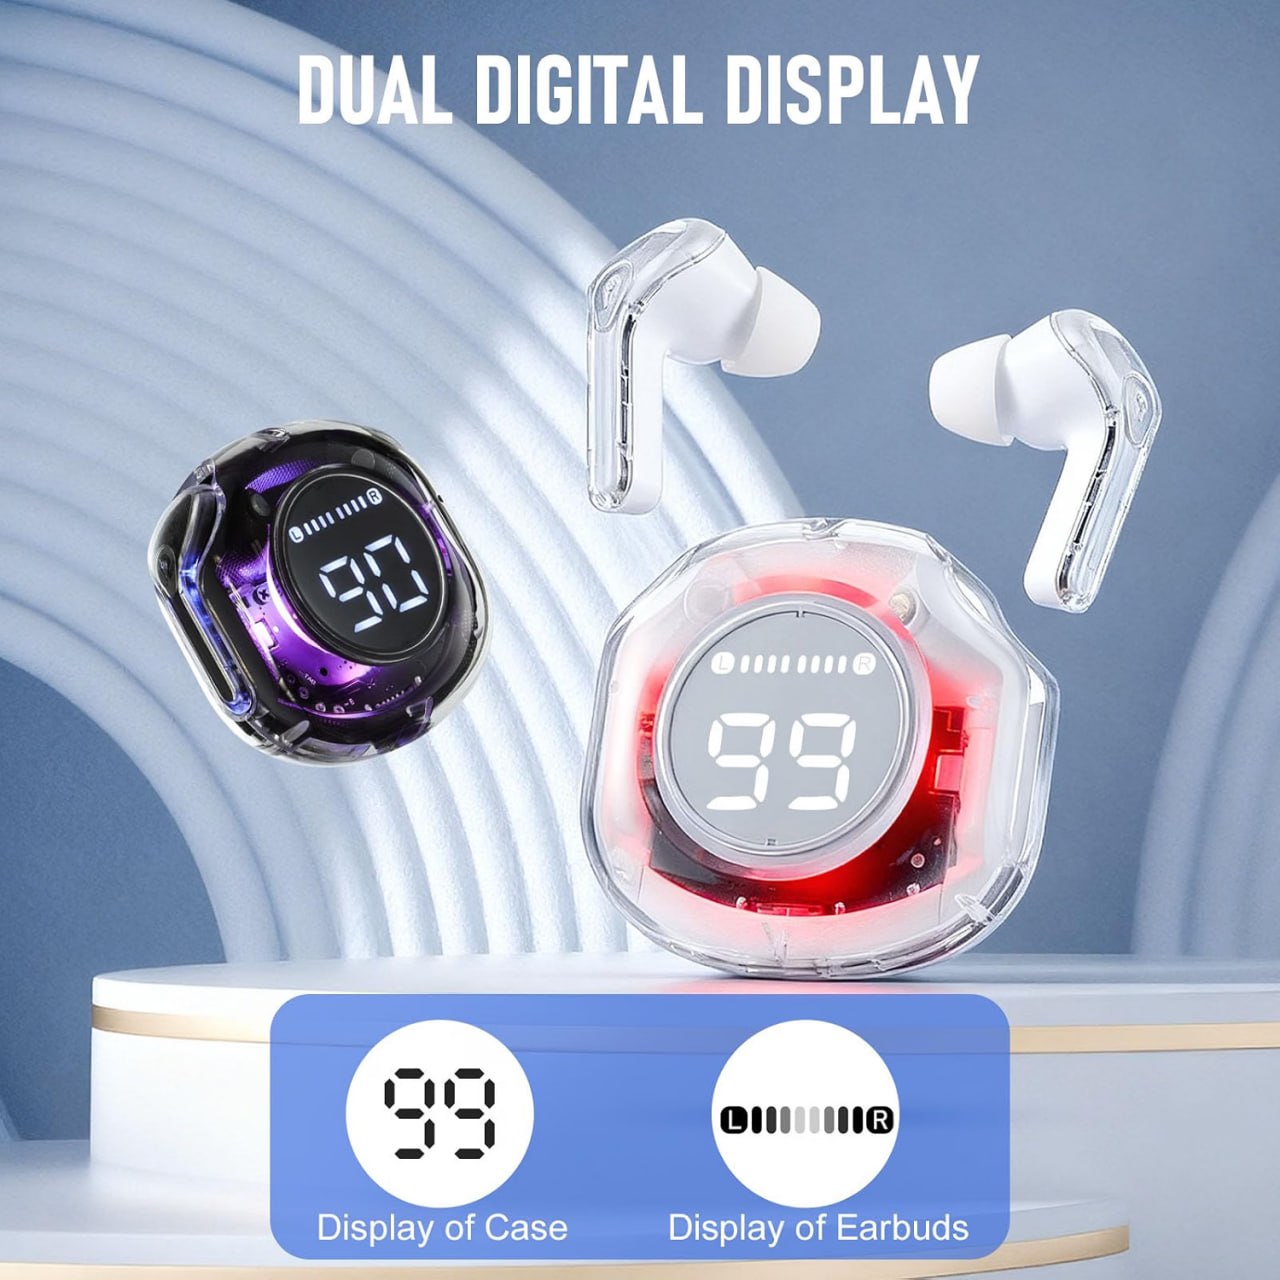 DUAL DIGITAL DISPLAY
L R
90
L R
99
99
L R
Display of Case
Display of Earbuds